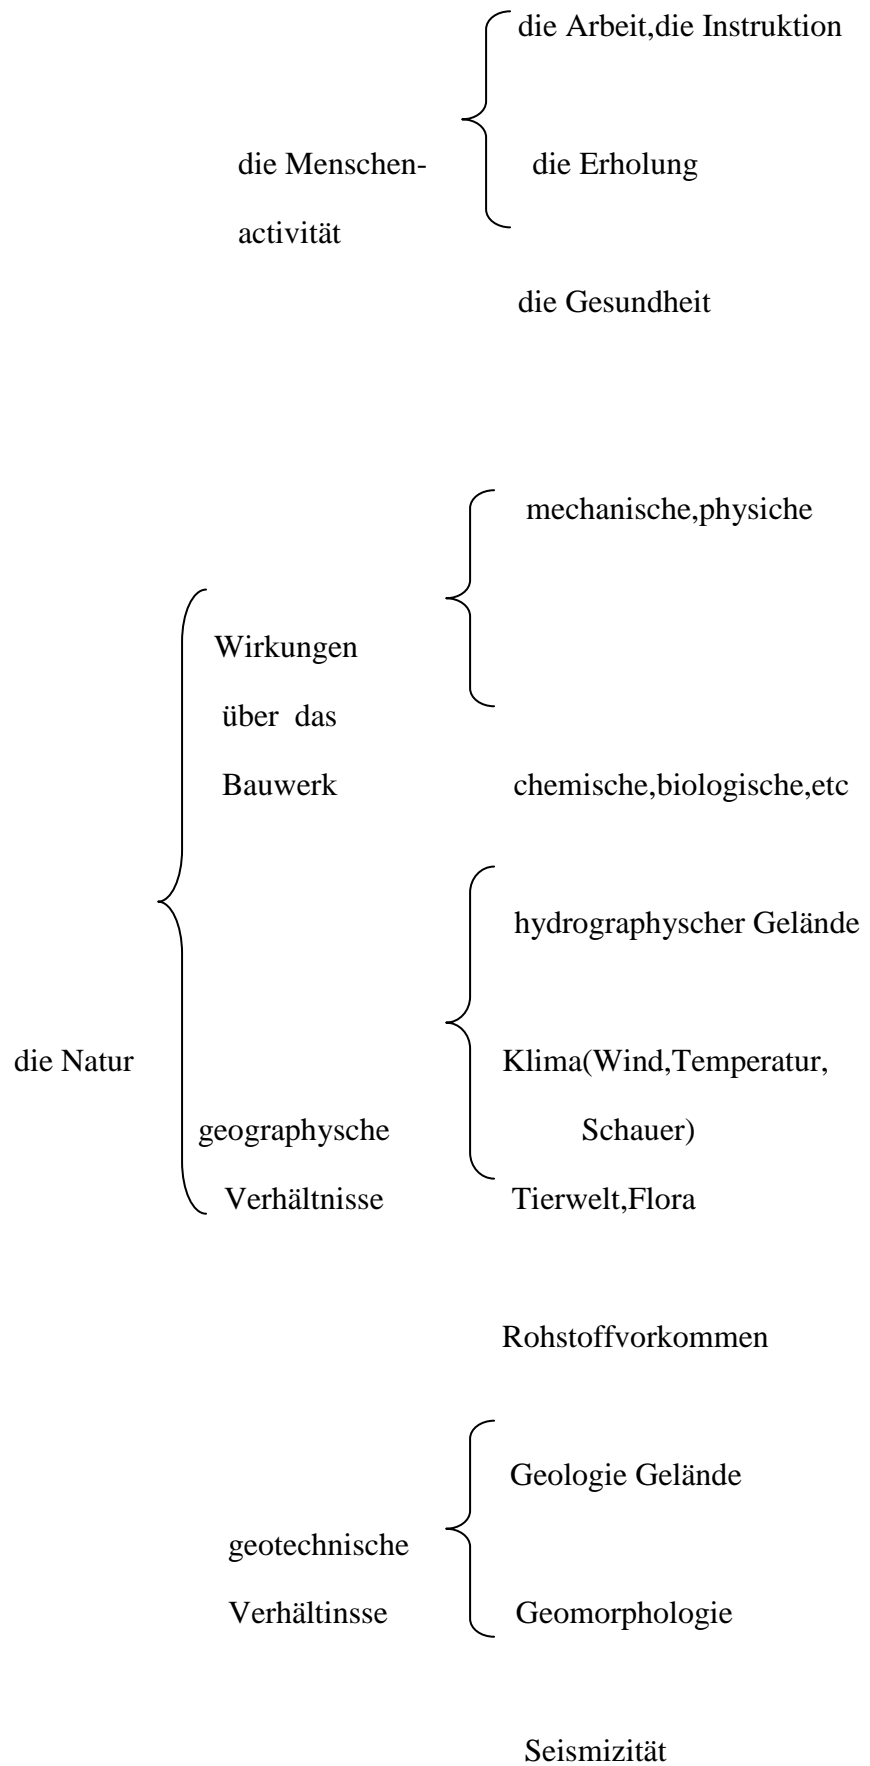 die Arbeit,die Instruktion
die Menschen- die Erholung
activität
die Gesundheit
mechanische,physiche
Wirkungen
über das
Bauwerk chemische,biologische,etc
hydrographyscher Gelände
die Natur Klima(Wind,Temperatur,
geographysche Schauer)
Verhältnisse Tierwelt,Flora
Rohstoffvorkommen
Geologie Gelände
geotechnische
Verhältinsse Geomorphologie
Seismizität